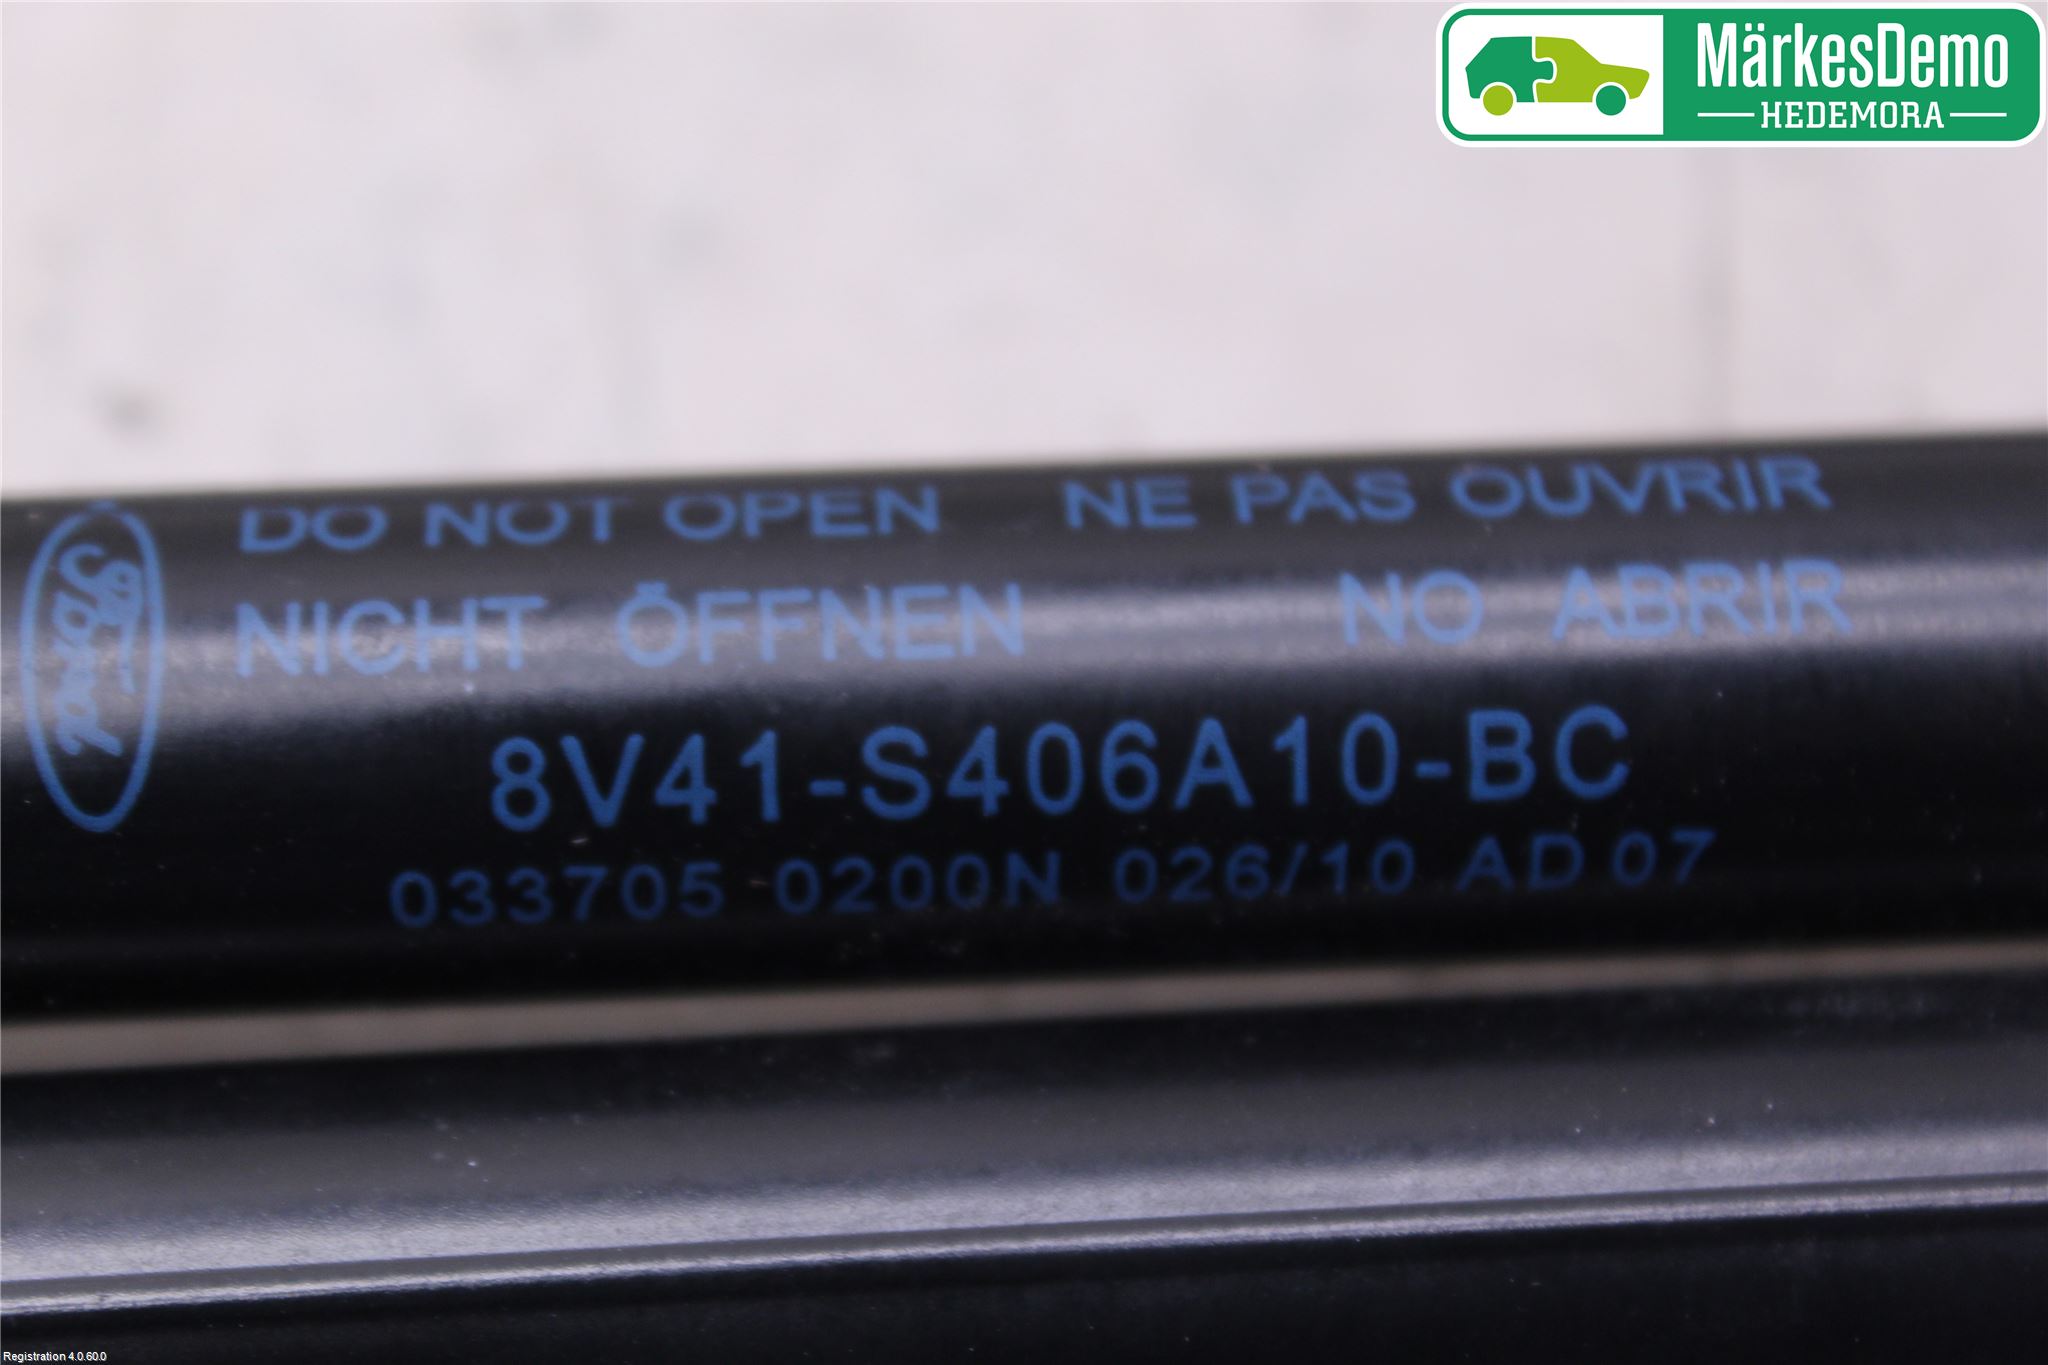 MärkesDemo
HEDEMORA
DO NOT OPEN NE PAS OUVRIR
Ford
NICHT ÖFFNEN NO ABRIR
8V41-S406A10-BC
033705 0200N 026/10 AD 07
Registration 4.0.60.0